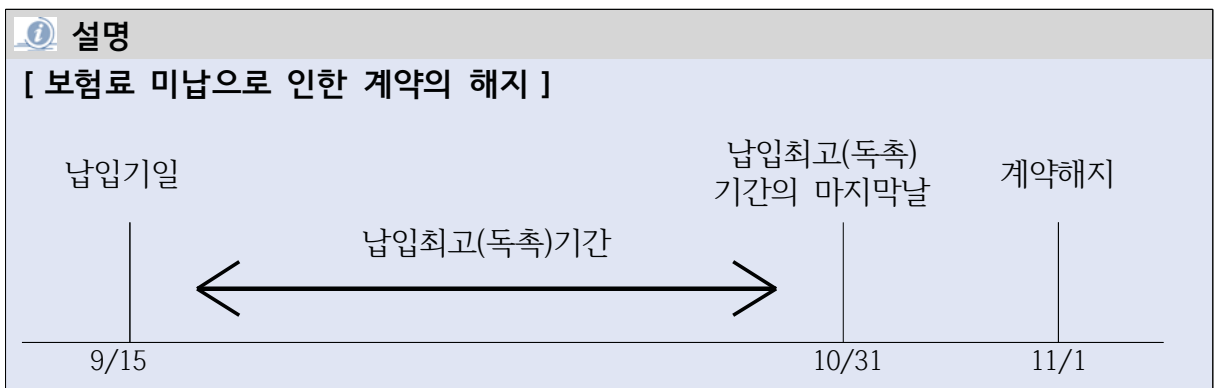 설명
[ 보험료 미납으로 인한 계약의 해지 ]
납입기일
납입최고(독촉)
기간의 마지막날
계약해지
납입최고(독촉)기간
9/15
10/31
11/1